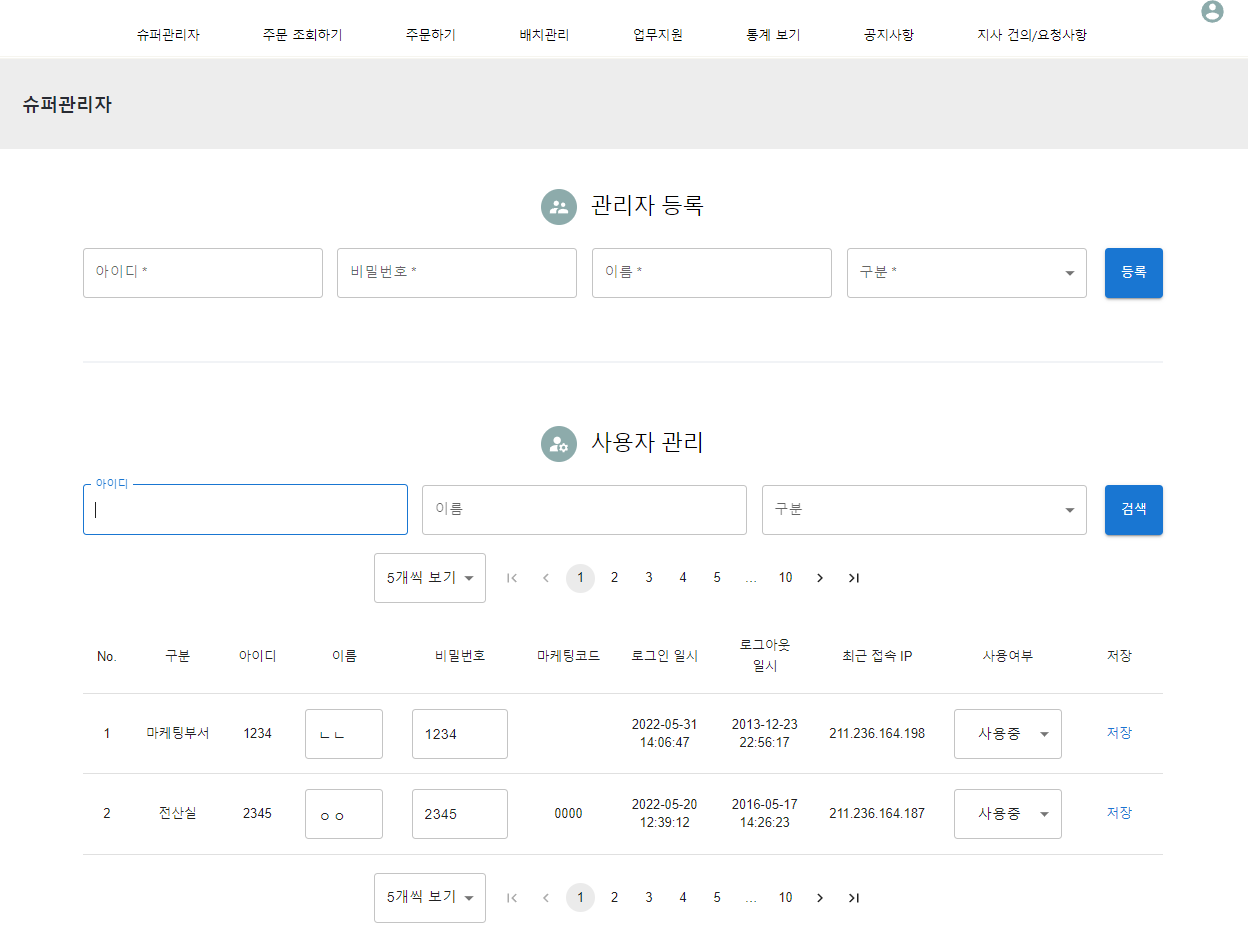 슈퍼관리자 주문 조회하기 주문하기 배치관리 업무지원 통계 보기 공지사항 지사 건의/요청사항
슈퍼관리자
관리자 등록
아이디 * 비밀번호 * 이름 * 구분 * 등록
사용자 관리
아이디
이름 구분 검색
5개씩 보기 1 2 3 4 5 ... 10
No. 구분 아이디 이름 비밀번호 마케팅코드 로그인 일시 로그아웃 일시 최근 접속 IP 사용여부 저장
1 마케팅부서 1234 ㄴㄴ 1234 2022-05-31 14:06:47 2013-12-23 22:56:17 211.236.164.198 사용중 저장
2 전산실 2345 ㅇㅇ 2345 0000 2022-05-20 12:39:12 2016-05-17 14:26:23 211.236.164.187 사용중 저장
5개씩 보기 1 2 3 4 5 ... 10